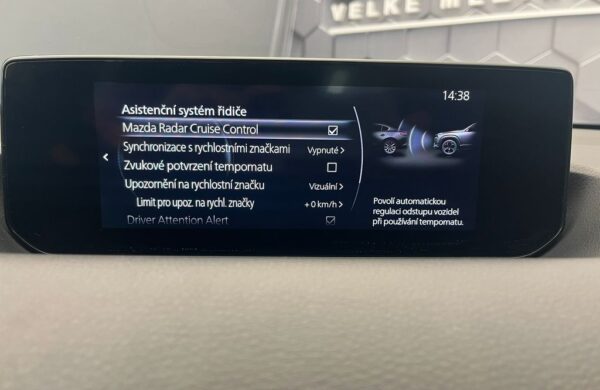 VELKE
14:38
Asistenční systém řidiče
Mazda Radar Cruise Control
Synchronizace s rychlostními značkami Vypnuté
Zvukové potvrzení tempomatu
Upozornění na rychlostní značku Vizuální
Limit pro upoz. na rychl. značky + 0 km/h
Driver Attention Alert
Povolí automatickou
regulaci odstupu vozidel
při používání tempomatu.